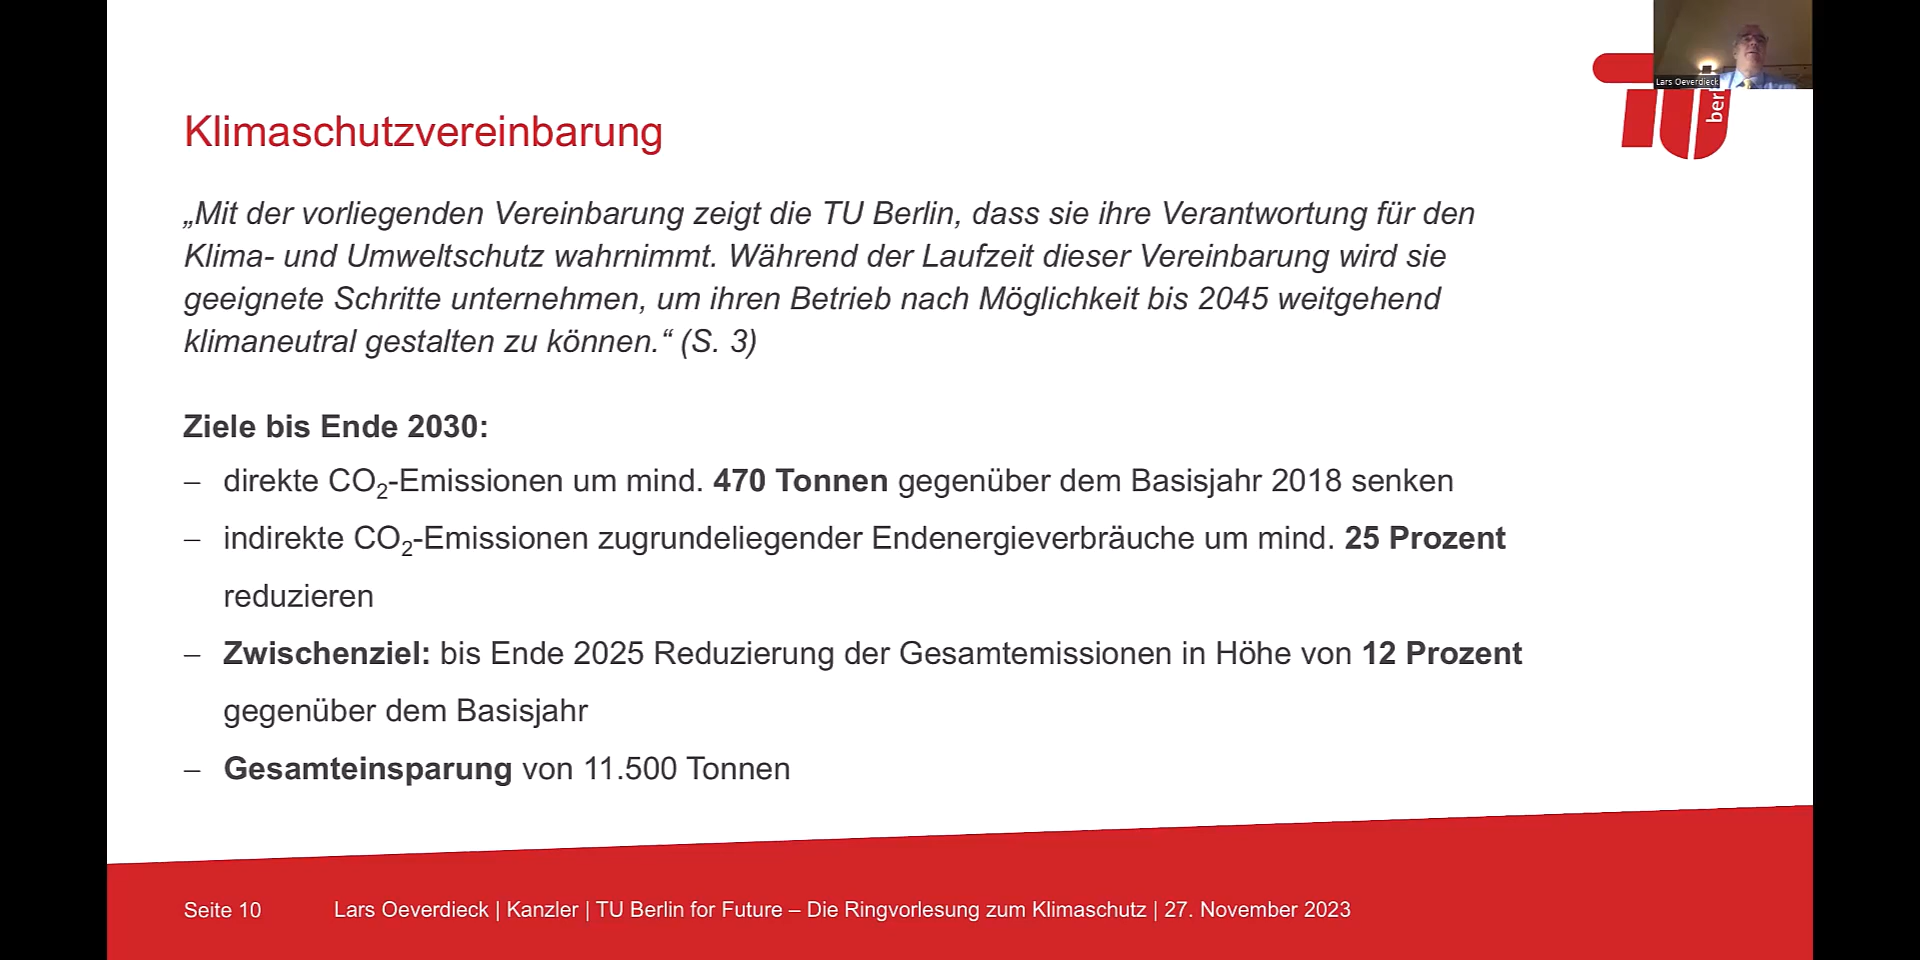 Lars Oeverdieck
Klimaschutzvereinbarung
„Mit der vorliegenden Vereinbarung zeigt die TU Berlin, dass sie ihre Verantwortung für den
Klima- und Umweltschutz wahrnimmt. Während der Laufzeit dieser Vereinbarung wird sie
geeignete Schritte unternehmen, um ihren Betrieb nach Möglichkeit bis 2045 weitgehend
klimaneutral gestalten zu können.“ (S. 3)
Ziele bis Ende 2030:
– direkte CO₂-Emissionen um mind. 470 Tonnen gegenüber dem Basisjahr 2018 senken
– indirekte CO₂-Emissionen zugrundeliegender Endenergieverbräuche um mind. 25 Prozent
reduzieren
– Zwischenziel: bis Ende 2025 Reduzierung der Gesamtemissionen in Höhe von 12 Prozent
gegenüber dem Basisjahr
– Gesamteinsparung von 11.500 Tonnen
Seite 10 Lars Oeverdieck | Kanzler | TU Berlin for Future – Die Ringvorlesung zum Klimaschutz | 27. November 2023